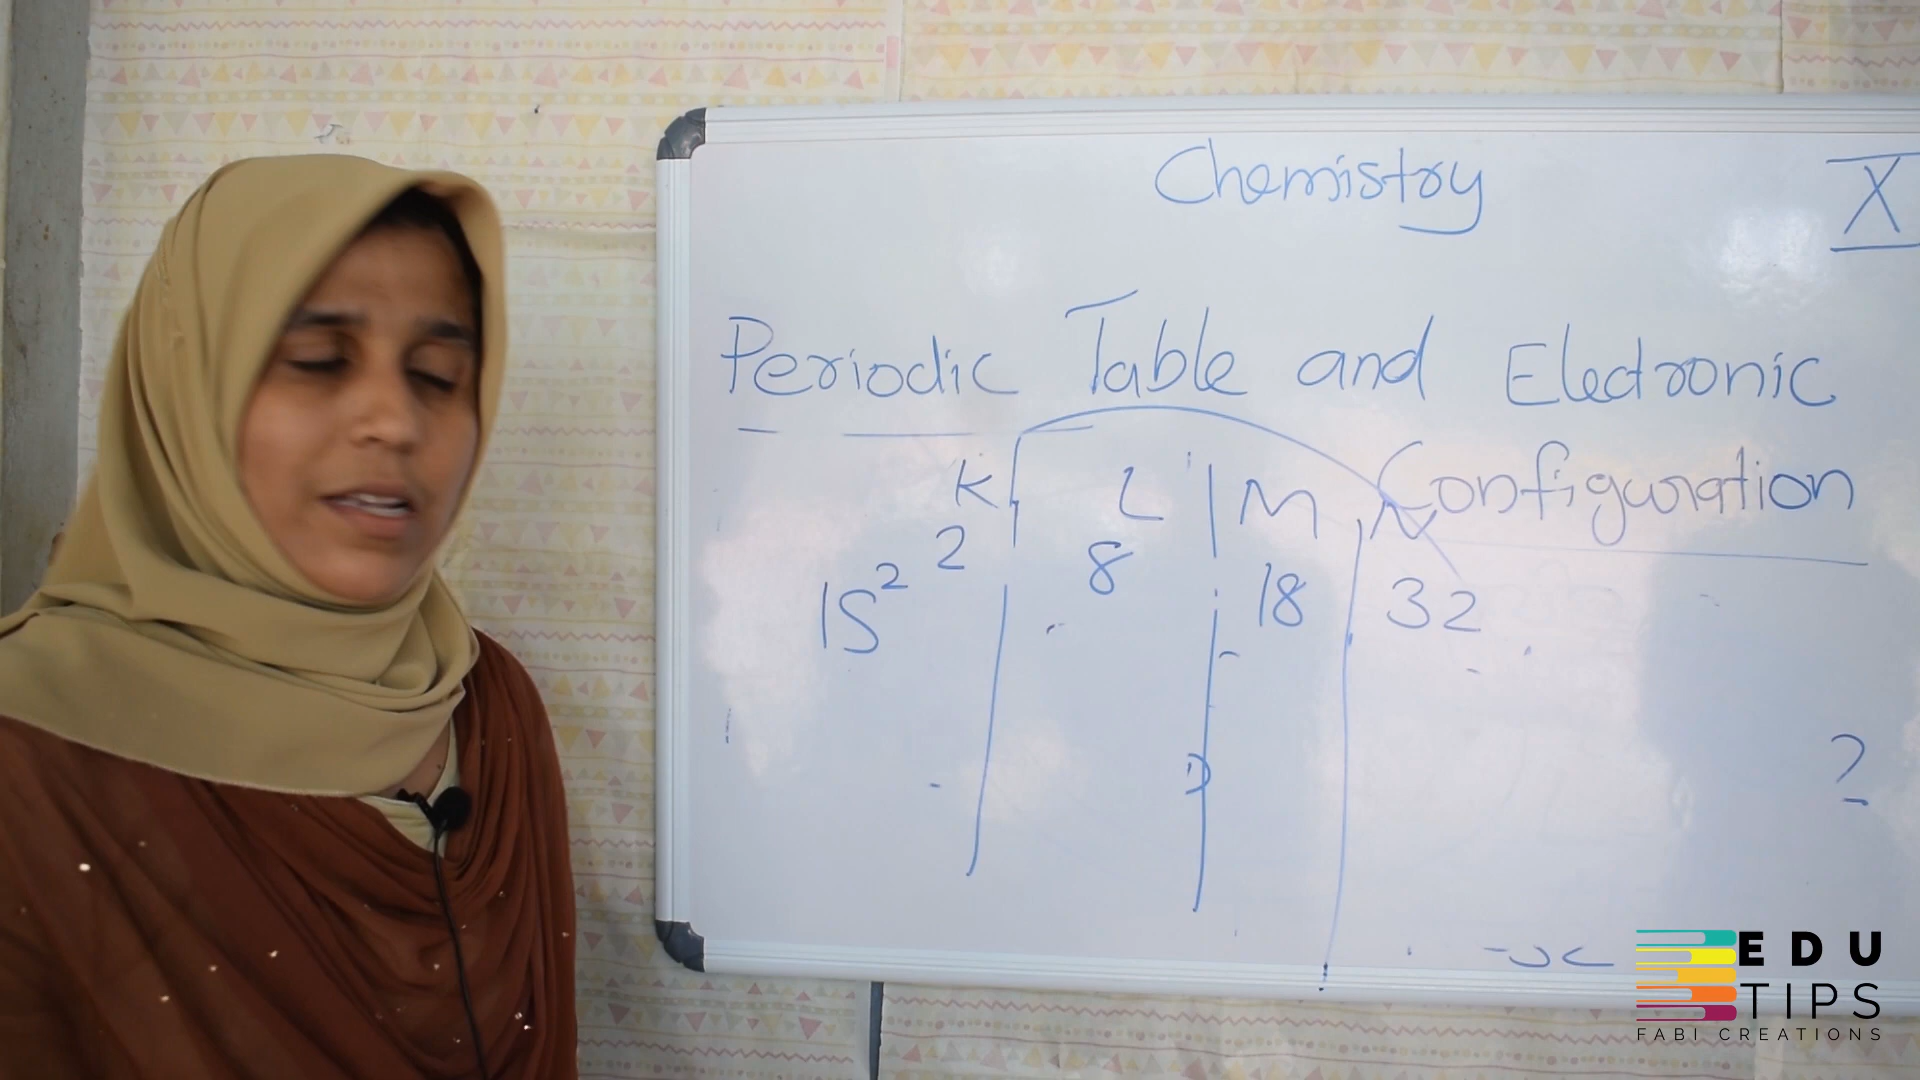 Chemistry
X
Periodic Table and Electronic
Configuration
K L M N
2 8 18 32
1S²
?
EDU
TIPS
FABI CREATIONS